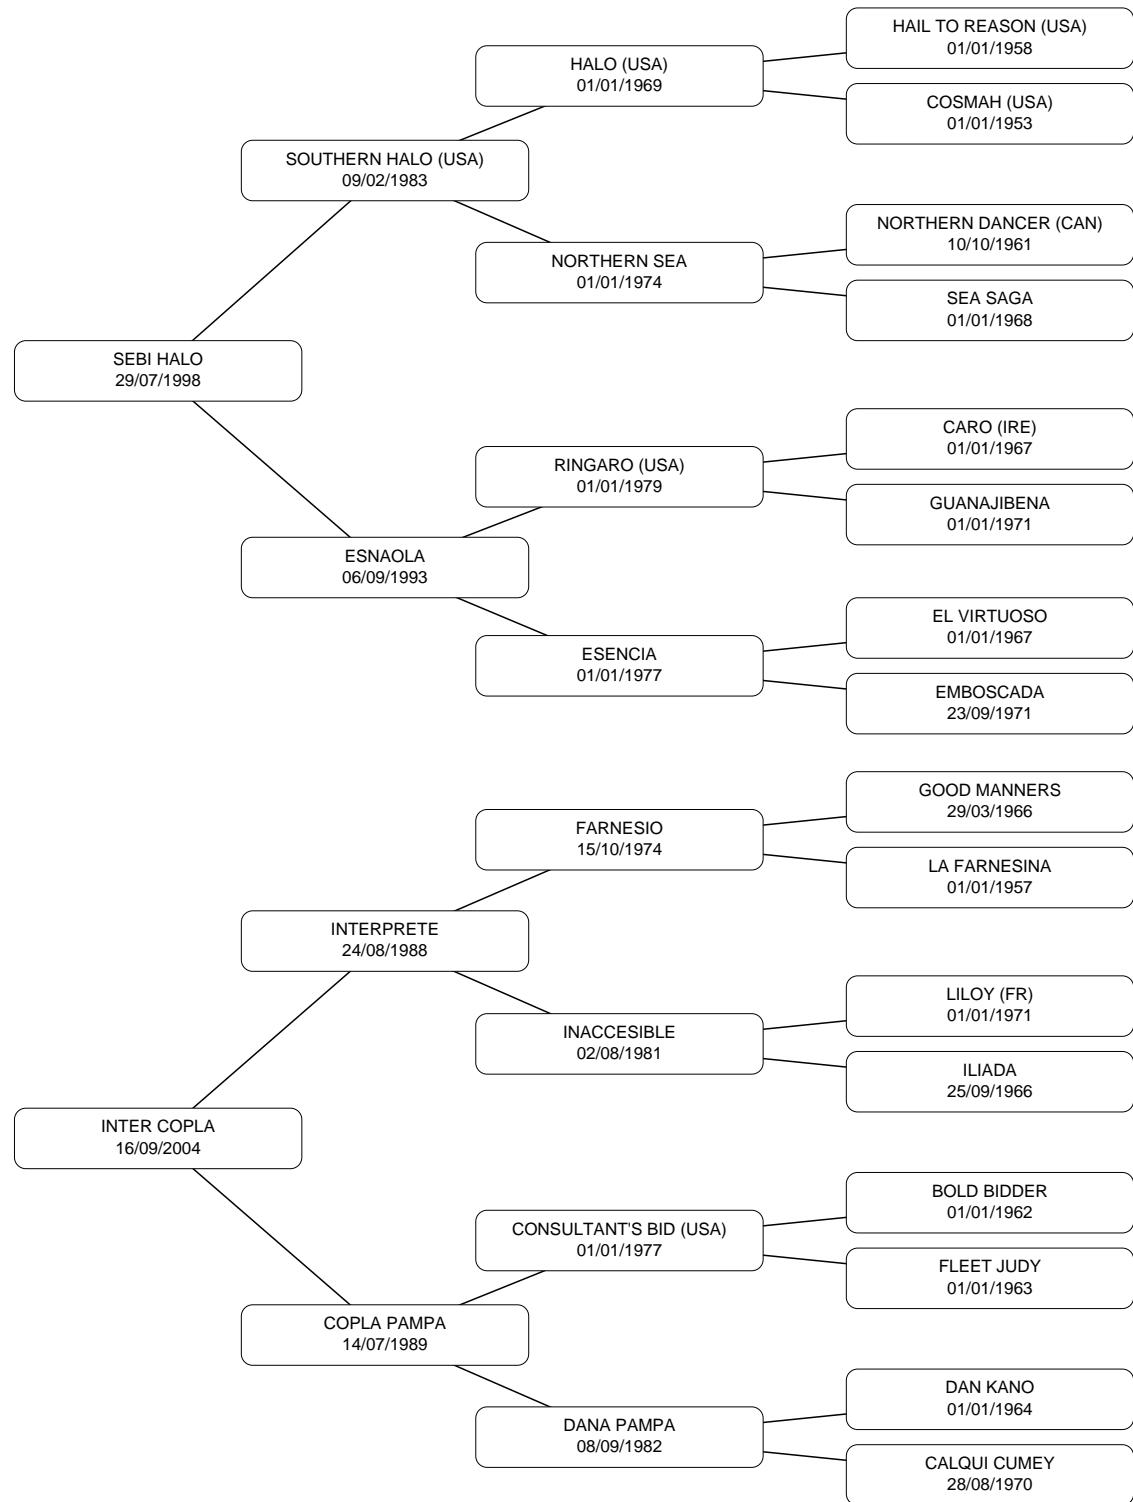 HAIL TO REASON (USA)
01/01/1958
HALO (USA)
01/01/1969
COSMAH (USA)
01/01/1953
SOUTHERN HALO (USA)
09/02/1983
NORTHERN DANCER (CAN)
10/10/1961
NORTHERN SEA
01/01/1974
SEA SAGA
01/01/1968
SEBI HALO
29/07/1998
CARO (IRE)
01/01/1967
RINGARO (USA)
01/01/1979
GUANAJIBENA
01/01/1971
ESNAOLA
06/09/1993
EL VIRTUOSO
01/01/1967
ESENCIA
01/01/1977
EMBOSCADA
23/09/1971
GOOD MANNERS
29/03/1966
FARNESIO
15/10/1974
LA FARNESINA
01/01/1957
INTERPRETE
24/08/1988
LILOY (FR)
01/01/1971
INACCESIBLE
02/08/1981
ILIADA
25/09/1966
INTER COPLA
16/09/2004
BOLD BIDDER
01/01/1962
CONSULTANT'S BID (USA)
01/01/1977
FLEET JUDY
01/01/1963
COPLA PAMPA
14/07/1989
DAN KANO
01/01/1964
DANA PAMPA
08/09/1982
CALQUI CUMEY
28/08/1970